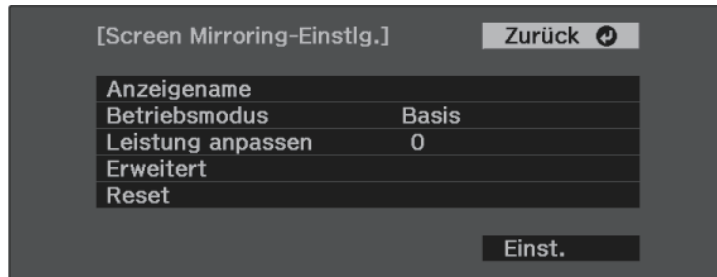 [Screen Mirroring-Einstlg.] Zurück
Anzeigename
Betriebsmodus Basis
Leistung anpassen 0
Erweitert
Reset
Einst.